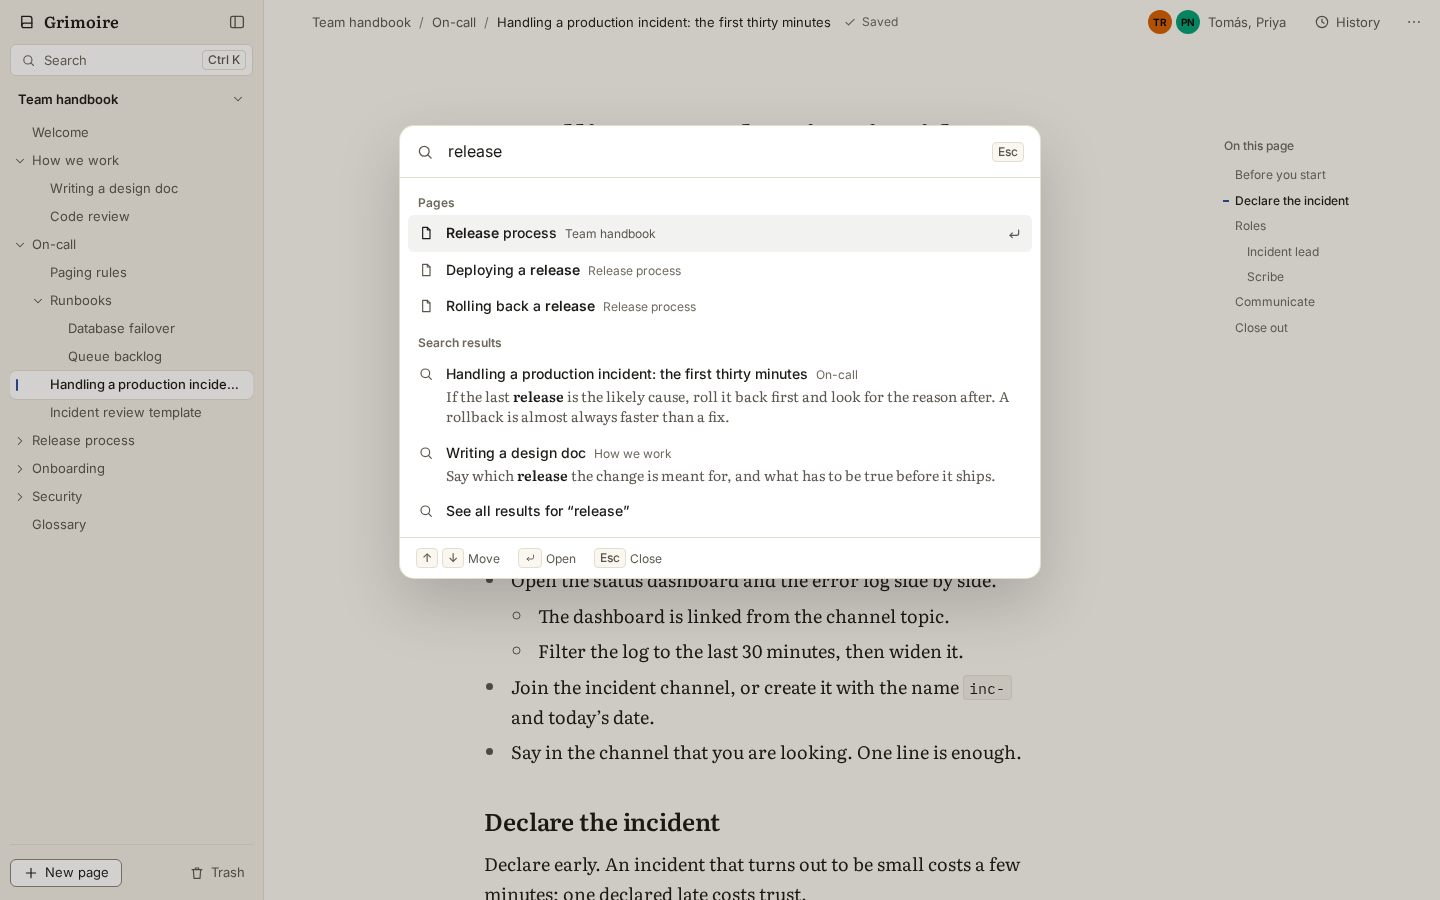 Grimoire
Search Ctrl K
Team handbook
Welcome
How we work
Writing a design doc
Code review
On-call
Paging rules
Runbooks
Database failover
Queue backlog
Handling a production incide...
Incident review template
Release process
Onboarding
Security
Glossary
New page
Trash
Team handbook / On-call / Handling a production incident: the first thirty minutes
Saved
TR PN Tomás, Priya
History
release
Esc
Pages
Release process Team handbook
Deploying a release Release process
Rolling back a release Release process
Search results
Handling a production incident: the first thirty minutes On-call
If the last release is the likely cause, roll it back first and look for the reason after. A
rollback is almost always faster than a fix.
Writing a design doc How we work
Say which release the change is meant for, and what has to be true before it ships.
See all results for “release”
Move Open Esc Close
Open the status dashboard and the error log side by side.
The dashboard is linked from the channel topic.
Filter the log to the last 30 minutes, then widen it.
Join the incident channel, or create it with the name inc-
and today’s date.
Say in the channel that you are looking. One line is enough.
Declare the incident
Declare early. An incident that turns out to be small costs a few
minutes; one declared late costs trust.
On this page
Before you start
Declare the incident
Roles
Incident lead
Scribe
Communicate
Close out